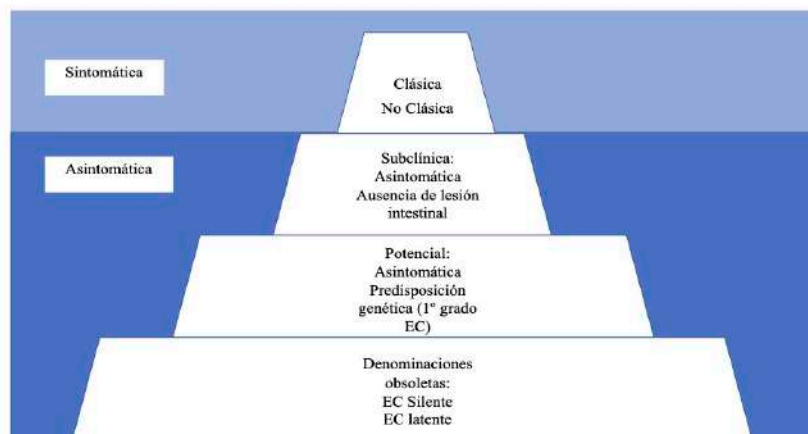 Sintomática
Clásica
No Clásica
Asintomática
Subclínica:
Asintomática
Ausencia de lesión
intestinal
Potencial:
Asintomática
Predisposición
genética (1º grado
EC)
Denominaciones
obsoletas:
EC Silente
EC latente